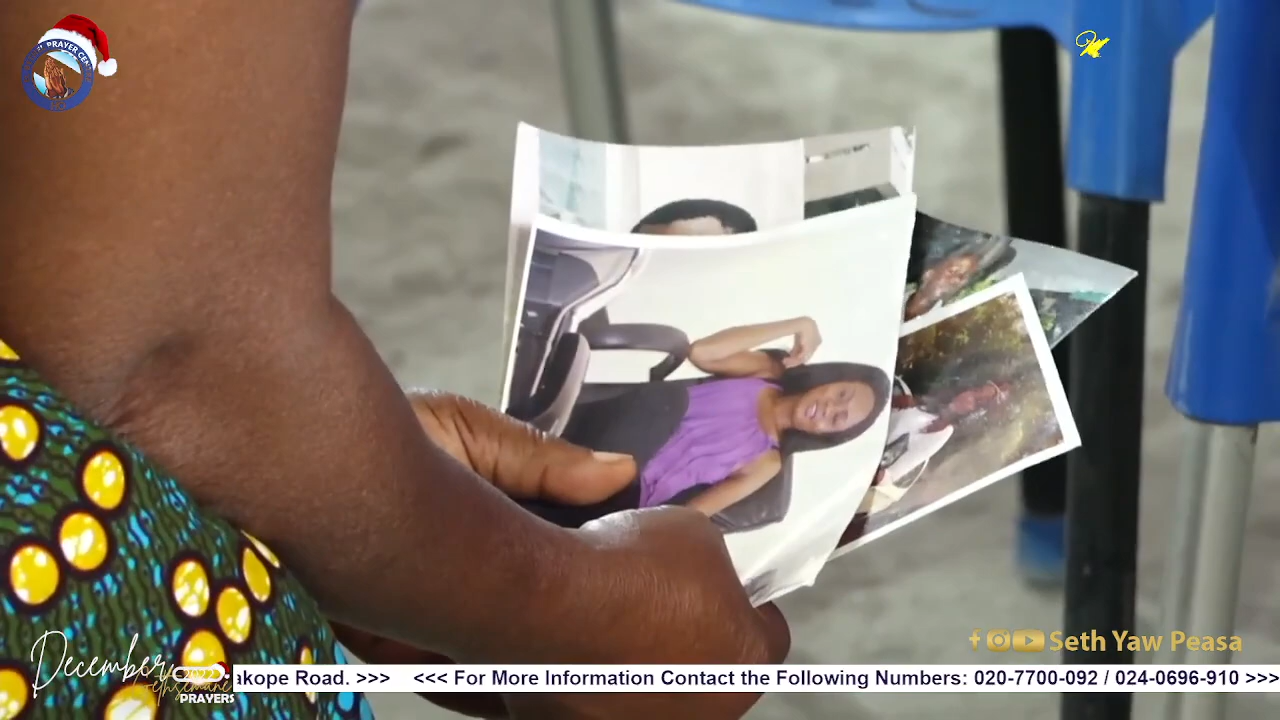 PRAYER
Seth Yaw Peasa
December
PRAYERS
akope Road. >>> <<< For More Information Contact the Following Numbers: 020-7700-092 / 024-0696-910 >>>